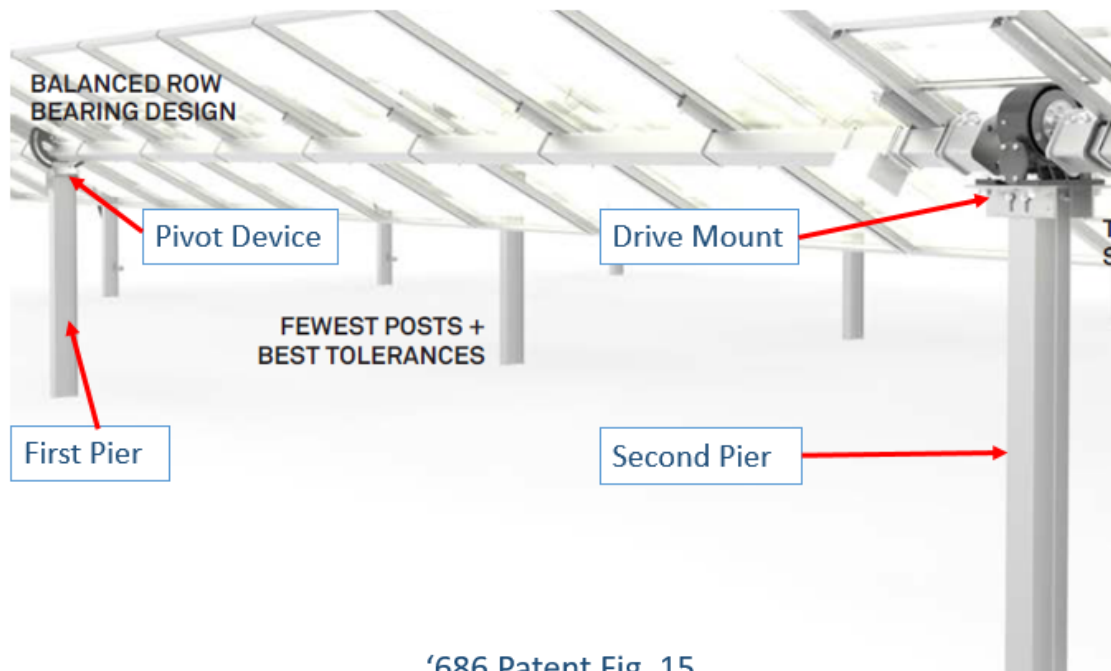 BALANCED ROW
BEARING DESIGN
Pivot Device
Drive Mount
FEWEST POSTS +
BEST TOLERANCES
First Pier
Second Pier
‘686 Patent Fig. 15